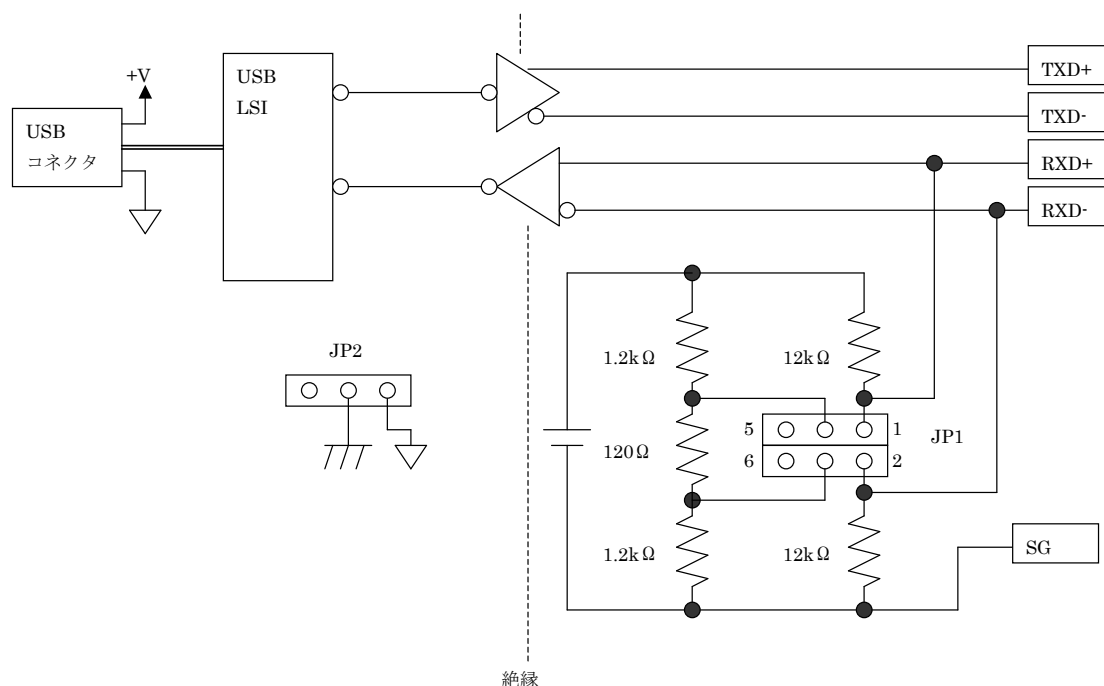 USB
コネクタ
+V
USB
LSI
TXD+
TXD-
RXD+
RXD-
JP2
1.2kΩ
12kΩ
5
1
JP1
6
2
120Ω
1.2kΩ
12kΩ
SG
絶縁